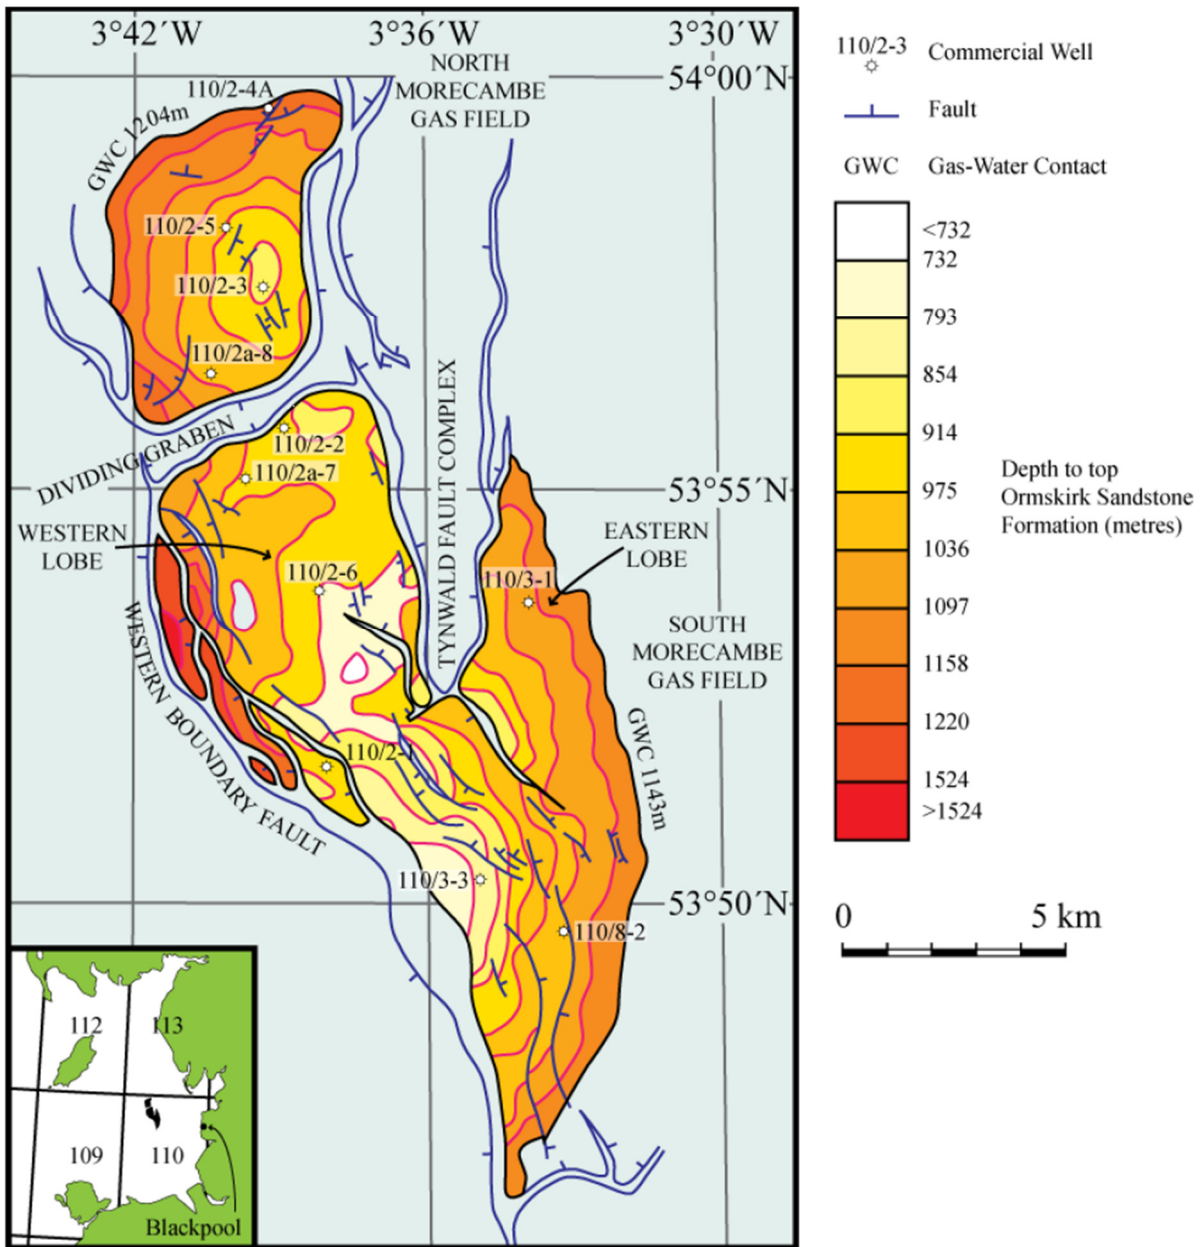 3°42´W
3°36´W
3°30´W
54°00´N
NORTH
MORECAMBE
GAS FIELD
110/2-4A
GWC 1204m
110/2-5
110/2-3
110/2a-8
DIVIDING GRABEN
110/2-2
110/2a-7
TYNWALD FAULT COMPLEX
53°55´N
WESTERN
LOBE
EASTERN
LOBE
110/2-6
110/3-1
SOUTH
MORECAMBE
GAS FIELD
WESTERN BOUNDARY FAULT
GWC 1143m
110/2-1
110/3-3
53°50´N
110/8-2
112
113
109
110
Blackpool
110/2-3
Commercial Well
Fault
GWC
Gas-Water Contact
<732
732
793
854
914
975
1036
1097
1158
1220
1524
>1524
Depth to top
Ormskirk Sandstone
Formation (metres)
0
5 km